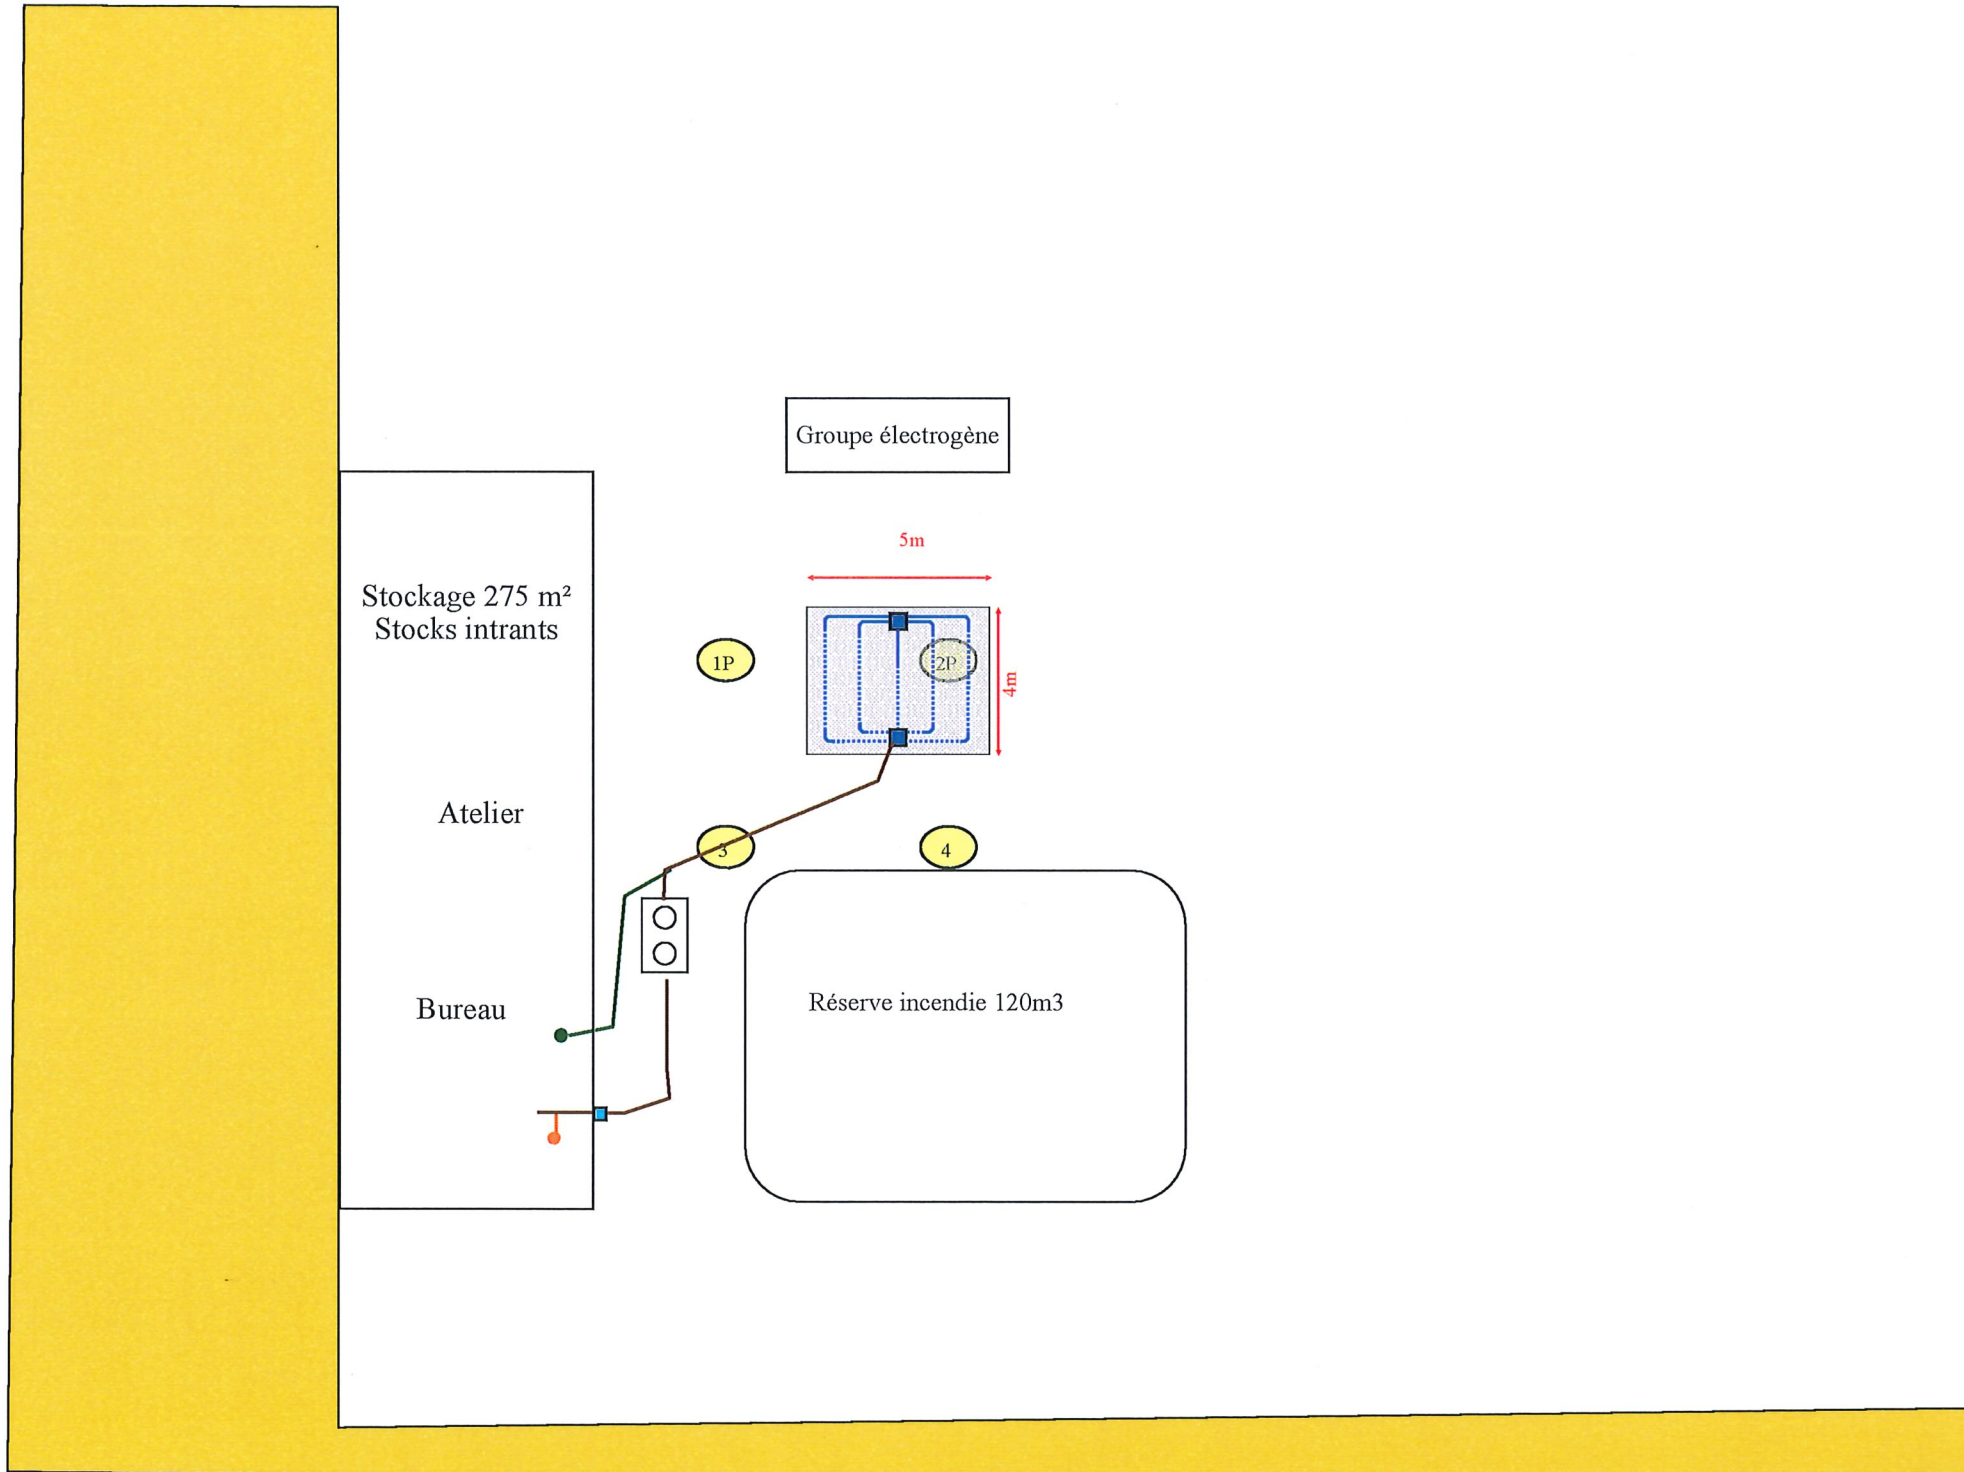 Groupe électrogène
5m
Stockage 275 m²
Stocks intrants
1P
2P
4m
Atelier
3
4
Bureau
Réserve incendie 120m3